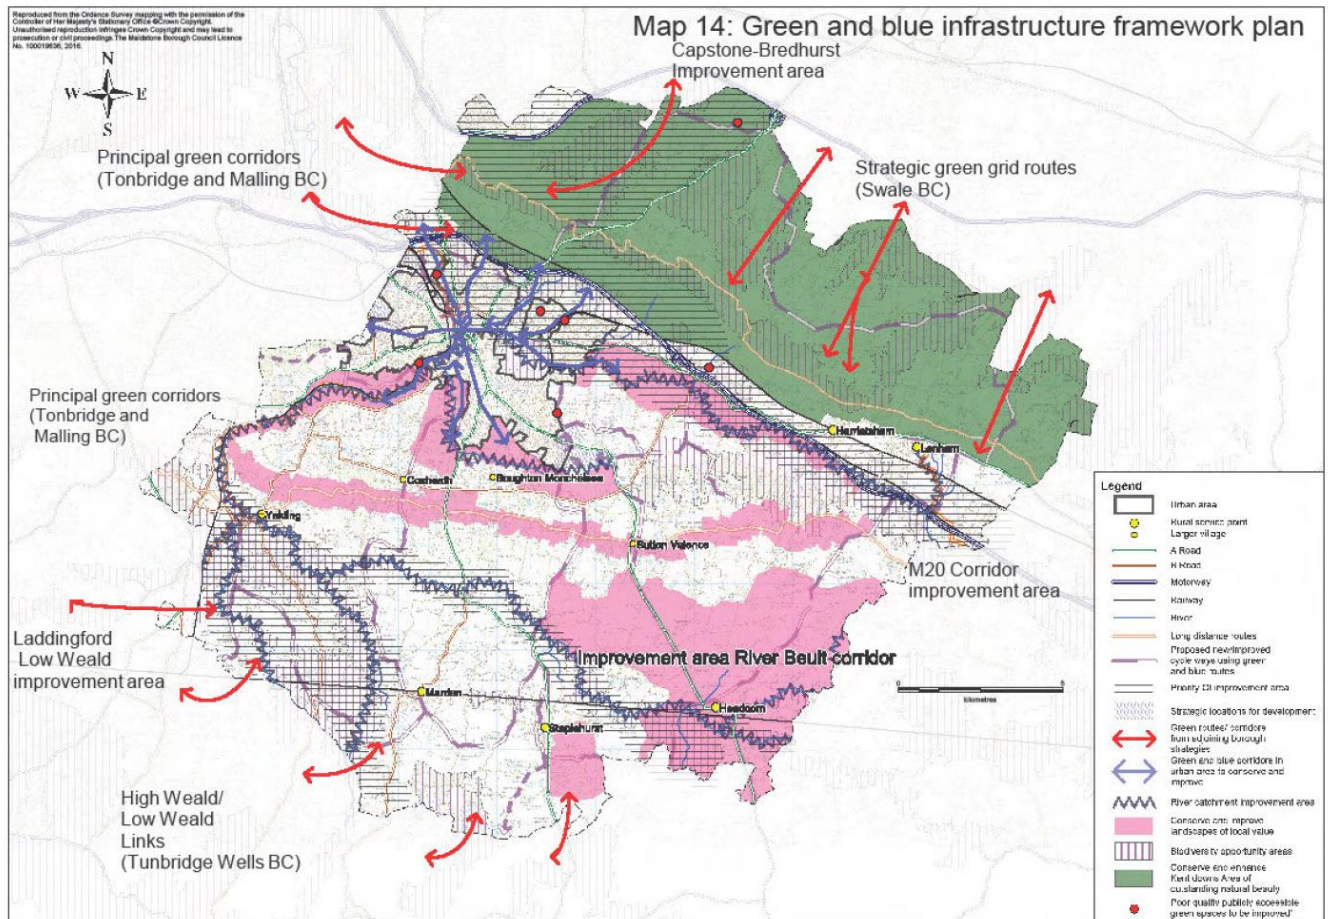 Reproduced from the Ordance Survey mapping with the permission of the
Controller of Her Majesty's Stationary Office ©Crown Copyright.
Unauthorised reproduction infringes Crown Copyright and may lead to
prosecution or civil proceedings. The Maidstone Borough Council Licence
No. 100019636, 2016.
Map 14: Green and blue infrastructure framework plan
Capstone-Bredhurst
Improvement area
N
W E
S
Principal green corridors
(Tonbridge and Malling BC)
Strategic green grid routes
(Swale BC)
Principal green corridors
(Tonbridge and
Malling BC)
Harrietsham
Lenham
Coxheath
Boughton Monchelsea
Yalding
Sutton Valence
M20 Corridor
improvement area
Laddingford
Low Weald
improvement area
Improvement area River Beult corridor
Marden
Headcorn
Staplehurst
0 5
kilometres
High Weald/
Low Weald
Links
(Tunbridge Wells BC)
Legend
Urban area
Rural service point
Larger village
A Road
B Road
Motorway
Railway
River
Long distance routes
Proposed new/improved
cycle ways using green
and blue routes
Priority GI improvement area
Strategic locations for development
Green routes/ corridors
from adjoining borough
strategies
Green and blue corridors in
urban area to conserve and
improve
River catchment improvement area
Conserve and improve
landscapes of local value
Biodiversity opportunity areas
Conserve and enhance
Kent downs Area of
outstanding natural beauty
Poor quality publicly accessible
green spaces to be improved*